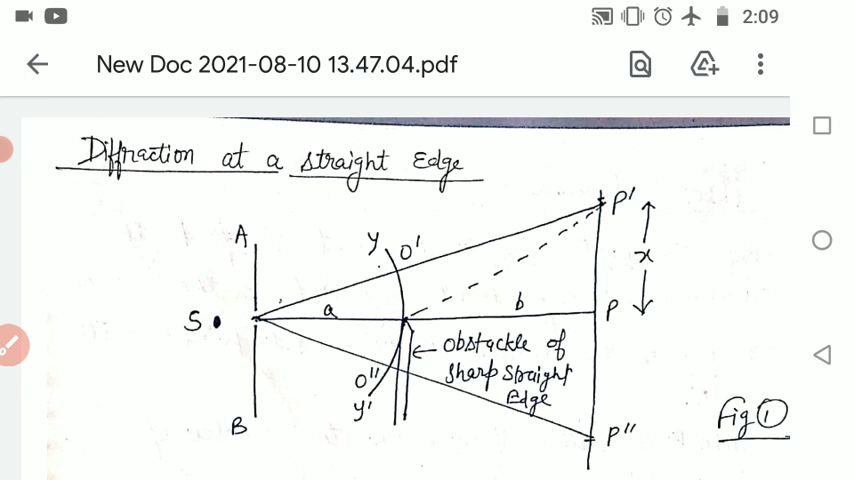 2:09
New Doc 2021-08-10 13.47.04.pdf
Diffraction at a straight Edge
A
y
O'
P'
x
S
a
b
P
obstackle of
sharp straight
Edge
O"
y'
B
P"
Fig ①